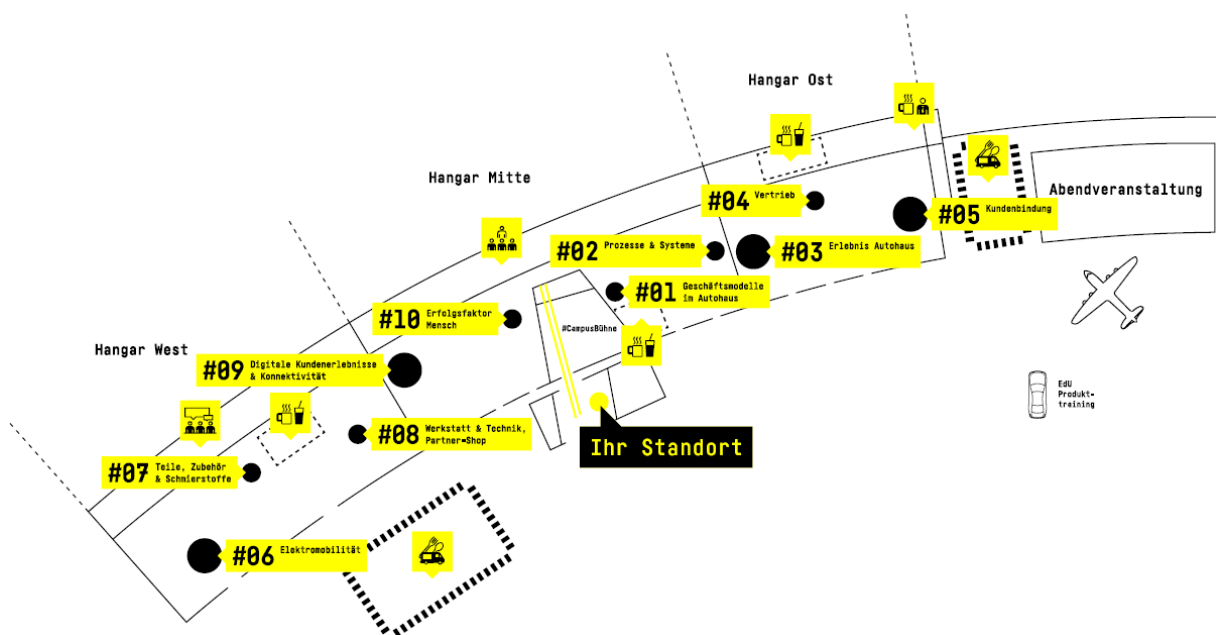 Hangar Ost
Hangar Mitte
Hangar West
Abendveranstaltung
#04 Vertrieb
#05 Kundenbindung
#02 Prozesse & Systeme
#03 Erlebnis Autohaus
#01 Geschäftsmodelle
im Autohaus
#10 Erfolgsfaktor
Mensch
#CampusBühne
#09 Digitale Kundenerlebnisse
& Konnektivität
#08 Werkstatt & Technik,
Partner-Shop
#07 Teile, Zubehör
& Schmierstoffe
#06 Elektromobilität
Ihr Standort
EdU
Produkt-
training